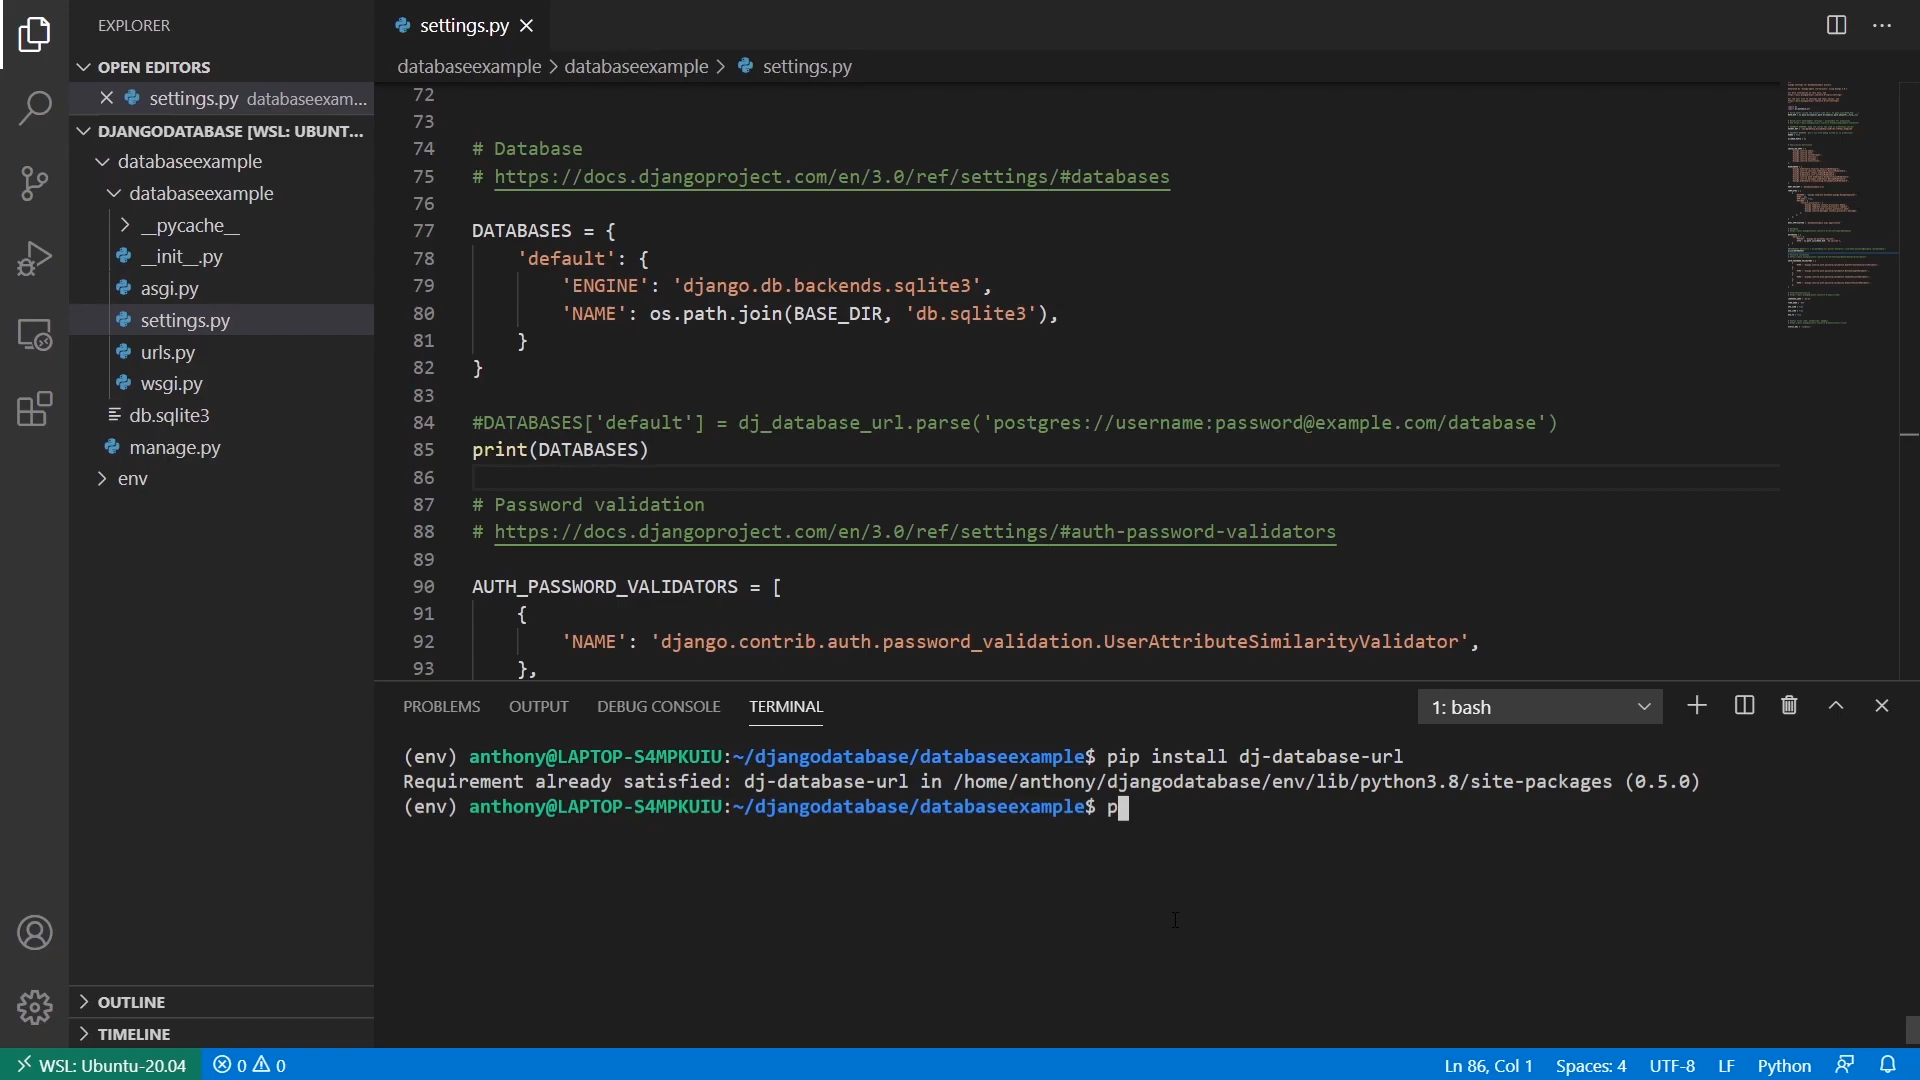 EXPLORER
OPEN EDITORS
settings.py databaseexam...
DJANGODATABASE [WSL: UBUNT...
databaseexample
databaseexample
__pycache__
__init__.py
asgi.py
settings.py
urls.py
wsgi.py
db.sqlite3
manage.py
env
OUTLINE
TIMELINE
settings.py
databaseexample > databaseexample > settings.py
72
73
74 # Database
75 # https://docs.djangoproject.com/en/3.0/ref/settings/#databases
76
77 DATABASES = {
78 'default': {
79 'ENGINE': 'django.db.backends.sqlite3',
80 'NAME': os.path.join(BASE_DIR, 'db.sqlite3'),
81 }
82 }
83
84 #DATABASES['default'] = dj_database_url.parse('postgres://username:password@example.com/database')
85 print(DATABASES)
86
87 # Password validation
88 # https://docs.djangoproject.com/en/3.0/ref/settings/#auth-password-validators
89
90 AUTH_PASSWORD_VALIDATORS = [
91 {
92 'NAME': 'django.contrib.auth.password_validation.UserAttributeSimilarityValidator',
93 },
PROBLEMS OUTPUT DEBUG CONSOLE TERMINAL 1: bash
(env) anthony@LAPTOP-S4MPKUIU:~/djangodatabase/databaseexample$ pip install dj-database-url
Requirement already satisfied: dj-database-url in /home/anthony/djangodatabase/env/lib/python3.8/site-packages (0.5.0)
(env) anthony@LAPTOP-S4MPKUIU:~/djangodatabase/databaseexample$ p
WSL: Ubuntu-20.04 0 0 Ln 86, Col 1 Spaces: 4 UTF-8 LF Python